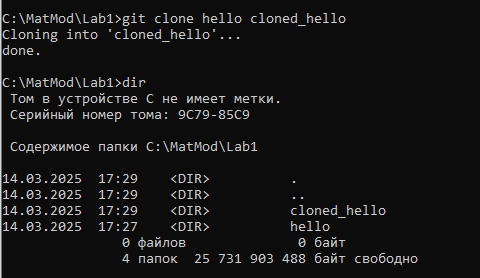 C:\MatMod\Lab1>git clone hello cloned_hello
Cloning into 'cloned_hello'...
done.

C:\MatMod\Lab1>dir
 Том в устройстве C не имеет метки.
 Серийный номер тома: 9C79-85C9

 Содержимое папки C:\MatMod\Lab1

14.03.2025  17:29    <DIR>          .
14.03.2025  17:29    <DIR>          ..
14.03.2025  17:29    <DIR>          cloned_hello
14.03.2025  17:27    <DIR>          hello
               0 файлов              0 байт
               4 папок  25 731 903 488 байт свободно